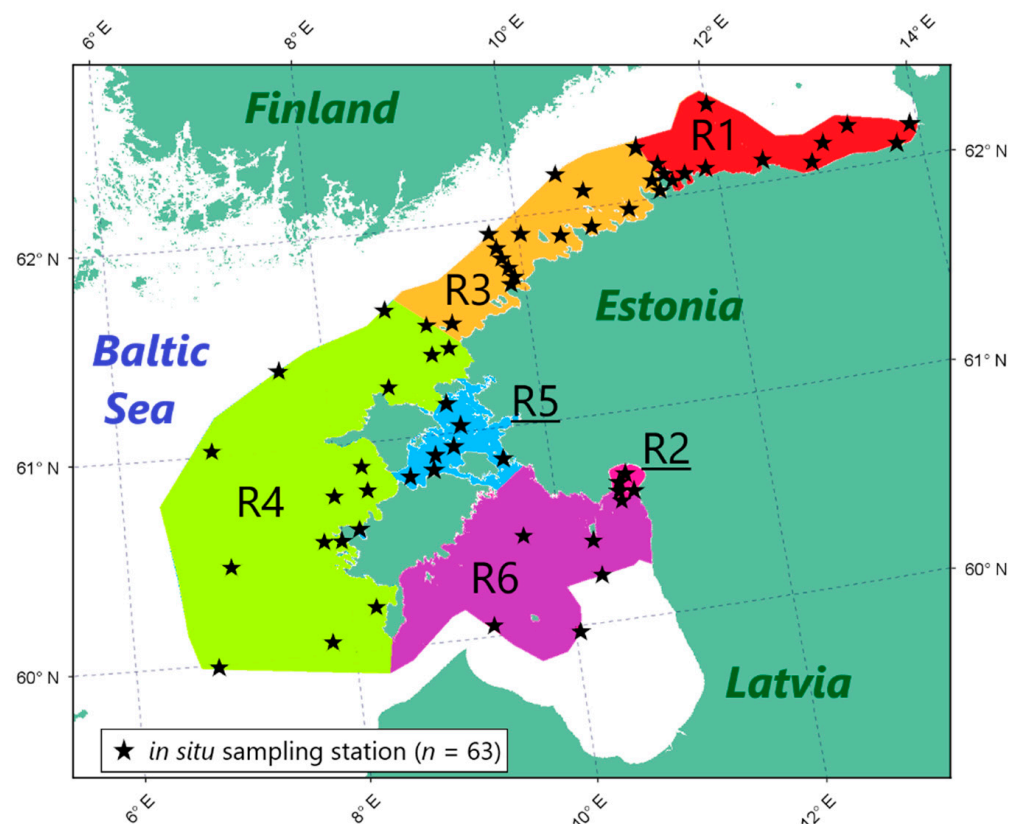 6° E
8° E
10° E
12° E
14° E
Finland
R1
62° N
62° N
R3
Estonia
Baltic
Sea
61° N
R5
R2
61° N
R4
60° N
R6
60° N
Latvia
in situ sampling station (n = 63)
6° E
8° E
10° E
12° E